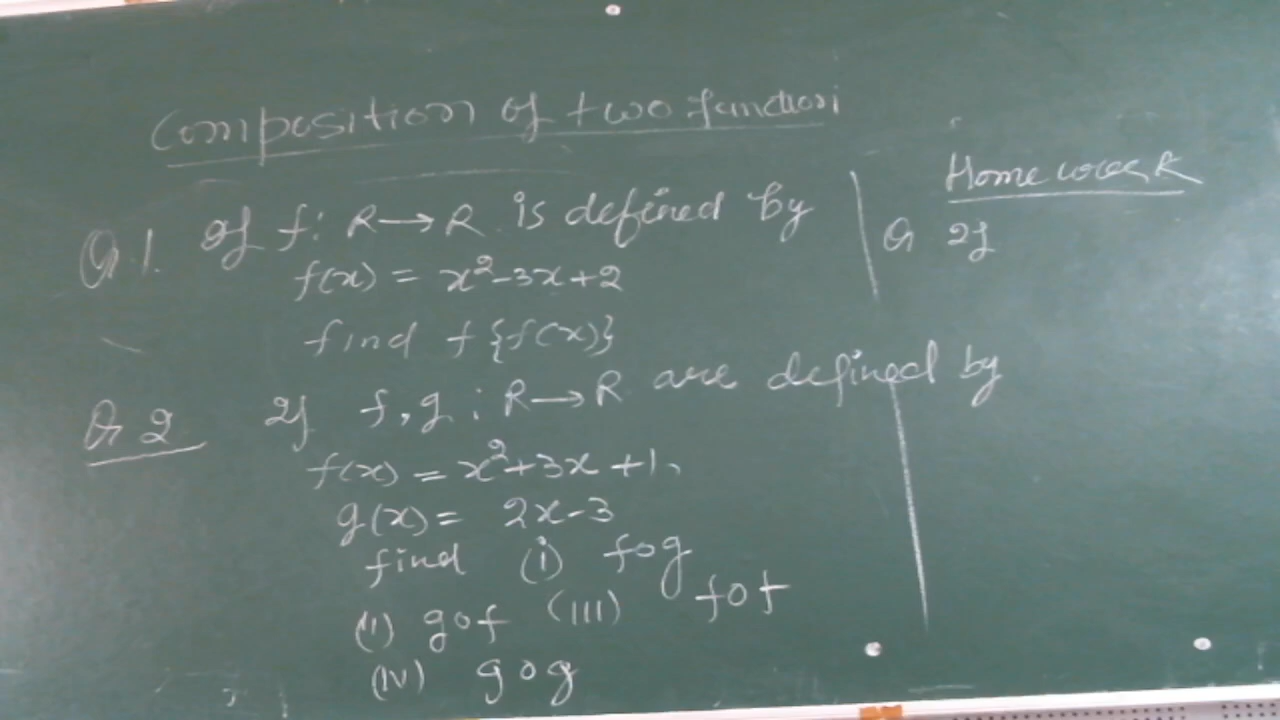 Composition of two function
Q.1. If f: R→R is defined by
f(x) = x²-3x+2
find f{f(x)}
Q 2 If f,g : R→R are defined by
f(x) = x²+3x+1,
g(x) = 2x-3
find (i) fog
(ii) gof (III) fof
(IV) gog
Home work
Q If